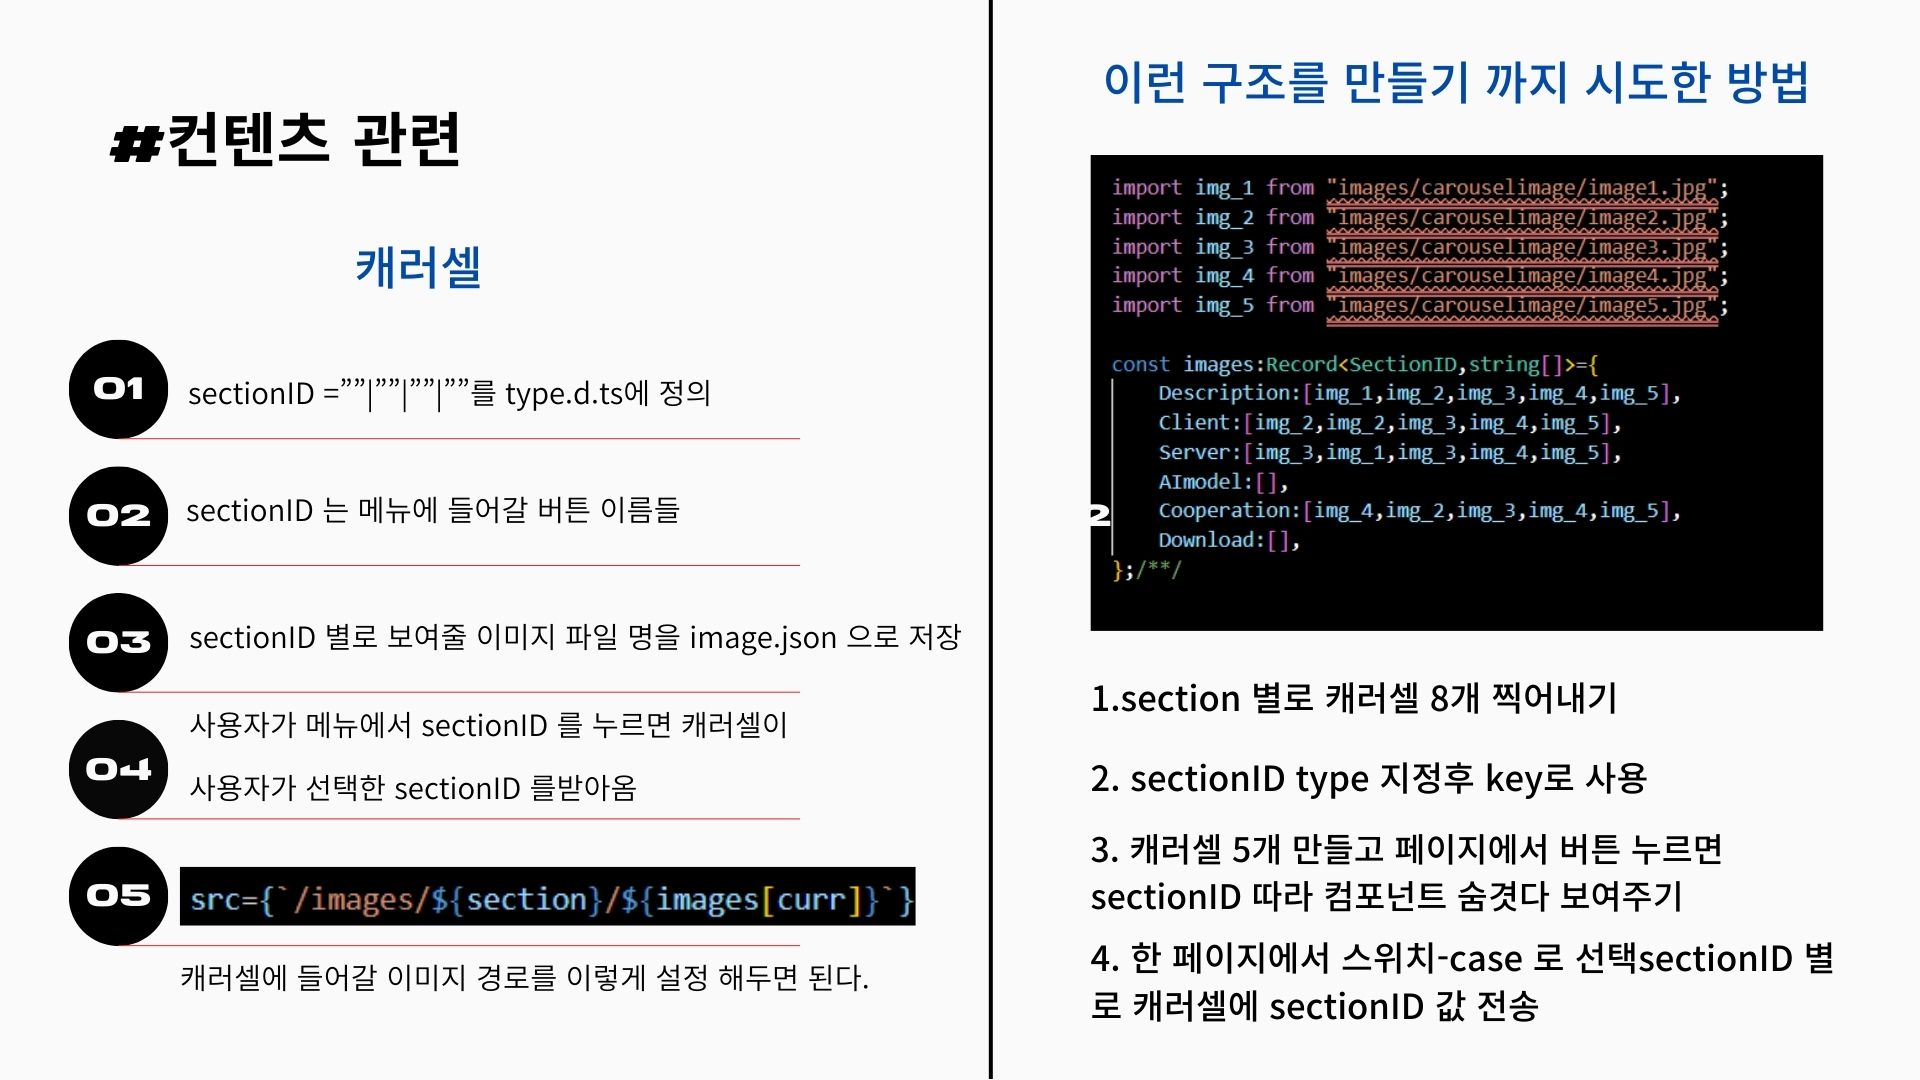 #컨텐츠 관련
캐러셀
01
sectionID =””|””|””|””를 type.d.ts에 정의
02
sectionID 는 메뉴에 들어갈 버튼 이름들
03
sectionID 별로 보여줄 이미지 파일 명을 image.json 으로 저장
04
사용자가 메뉴에서 sectionID 를 누르면 캐러셀이
사용자가 선택한 sectionID 를받아옴
05
src={`/images/${section}/${images[curr]}`}
캐러셀에 들어갈 이미지 경로를 이렇게 설정 해두면 된다.
이런 구조를 만들기 까지 시도한 방법
import img_1 from "images/carouselimage/image1.jpg";
import img_2 from "images/carouselimage/image2.jpg";
import img_3 from "images/carouselimage/image3.jpg";
import img_4 from "images/carouselimage/image4.jpg";
import img_5 from "images/carouselimage/image5.jpg";
const images:Record<SectionID,string[]>={
Description:[img_1,img_2,img_3,img_4,img_5],
Client:[img_2,img_2,img_3,img_4,img_5],
Server:[img_3,img_1,img_3,img_4,img_5],
AImodel:[],
2
Cooperation:[img_4,img_2,img_3,img_4,img_5],
Download:[],
};/**/
1.section 별로 캐러셀 8개 찍어내기
2. sectionID type 지정후 key로 사용
3. 캐러셀 5개 만들고 페이지에서 버튼 누르면
sectionID 따라 컴포넌트 숨겻다 보여주기
4. 한 페이지에서 스위치-case 로 선택sectionID 별
로 캐러셀에 sectionID 값 전송